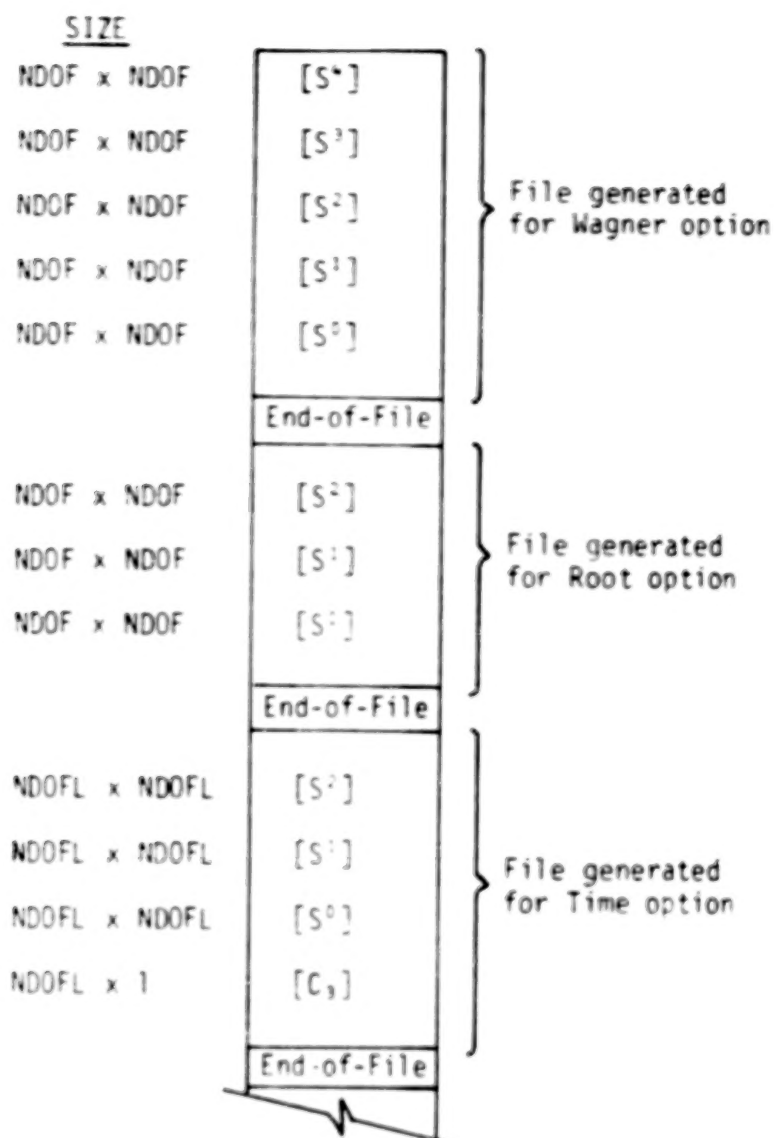 SIZE
NDOF x NDOF [S⁴]
NDOF x NDOF [S³]
NDOF x NDOF [S²]
File generated
for Wagner option
NDOF x NDOF [S¹]
NDOF x NDOF [S⁰]
End-of-File
NDOF x NDOF [S²]
NDOF x NDOF [S¹]
File generated
for Root option
NDOF x NDOF
End-of-File
NDOFL x NDOFL [S²]
NDOFL x NDOFL [S¹]
File generated
for Time option
NDOFL x NDOFL [S⁰]
NDOFL x 1 [C₃]
End-of-File